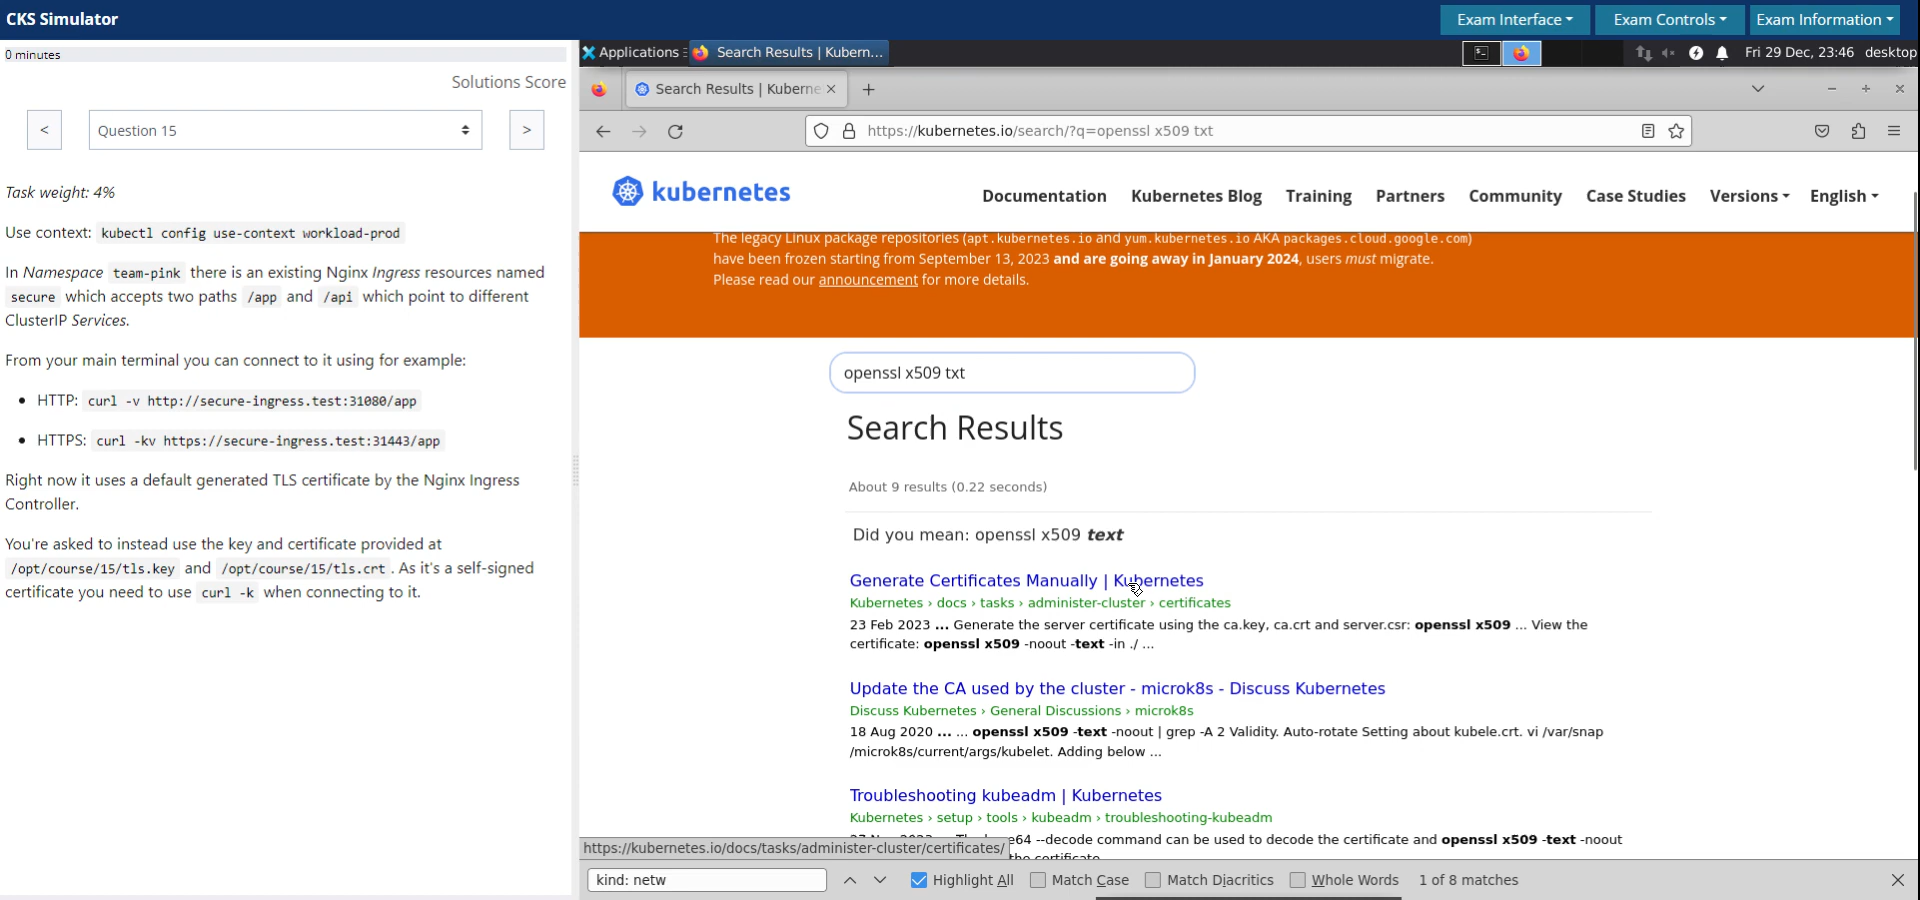 CKS Simulator
Exam Interface
Exam Controls
Exam Information
0 minutes
Solutions Score
<
Question 15
>
Task weight: 4%
Use context: kubectl config use-context workload-prod
In Namespace team-pink there is an existing Nginx Ingress resources named
secure which accepts two paths /app and /api which point to different
ClusterIP Services.
From your main terminal you can connect to it using for example:
HTTP: curl -v http://secure-ingress.test:31080/app
HTTPS: curl -kv https://secure-ingress.test:31443/app
Right now it uses a default generated TLS certificate by the Nginx Ingress
Controller.
You're asked to instead use the key and certificate provided at
/opt/course/15/tls.key and /opt/course/15/tls.crt . As it's a self-signed
certificate you need to use curl -k when connecting to it.
Applications
Search Results | Kubern...
Fri 29 Dec, 23:46 desktop
Search Results | Kuberne
https://kubernetes.io/search/?q=openssl x509 txt
kubernetes
Documentation
Kubernetes Blog
Training
Partners
Community
Case Studies
Versions
English
The legacy Linux package repositories (apt.kubernetes.io and yum.kubernetes.io AKA packages.cloud.google.com)
have been frozen starting from September 13, 2023 and are going away in January 2024, users must migrate.
Please read our announcement for more details.
openssl x509 txt
Search Results
About 9 results (0.22 seconds)
Did you mean: openssl x509 text
Generate Certificates Manually | Kubernetes
Kubernetes › docs › tasks › administer-cluster › certificates
23 Feb 2023 ... Generate the server certificate using the ca.key, ca.crt and server.csr: openssl x509 ... View the
certificate: openssl x509 -noout -text -in ./ ...
Update the CA used by the cluster - microk8s - Discuss Kubernetes
Discuss Kubernetes › General Discussions › microk8s
18 Aug 2020 ... ... openssl x509 -text -noout | grep -A 2 Validity. Auto-rotate Setting about kubele.crt. vi /var/snap
/microk8s/current/args/kubelet. Adding below ...
Troubleshooting kubeadm | Kubernetes
Kubernetes › setup › tools › kubeadm › troubleshooting-kubeadm
e64 --decode command can be used to decode the certificate and openssl x509 -text -noout
https://kubernetes.io/docs/tasks/administer-cluster/certificates/
the certificate
kind: netw
Highlight All
Match Case
Match Diacritics
Whole Words
1 of 8 matches